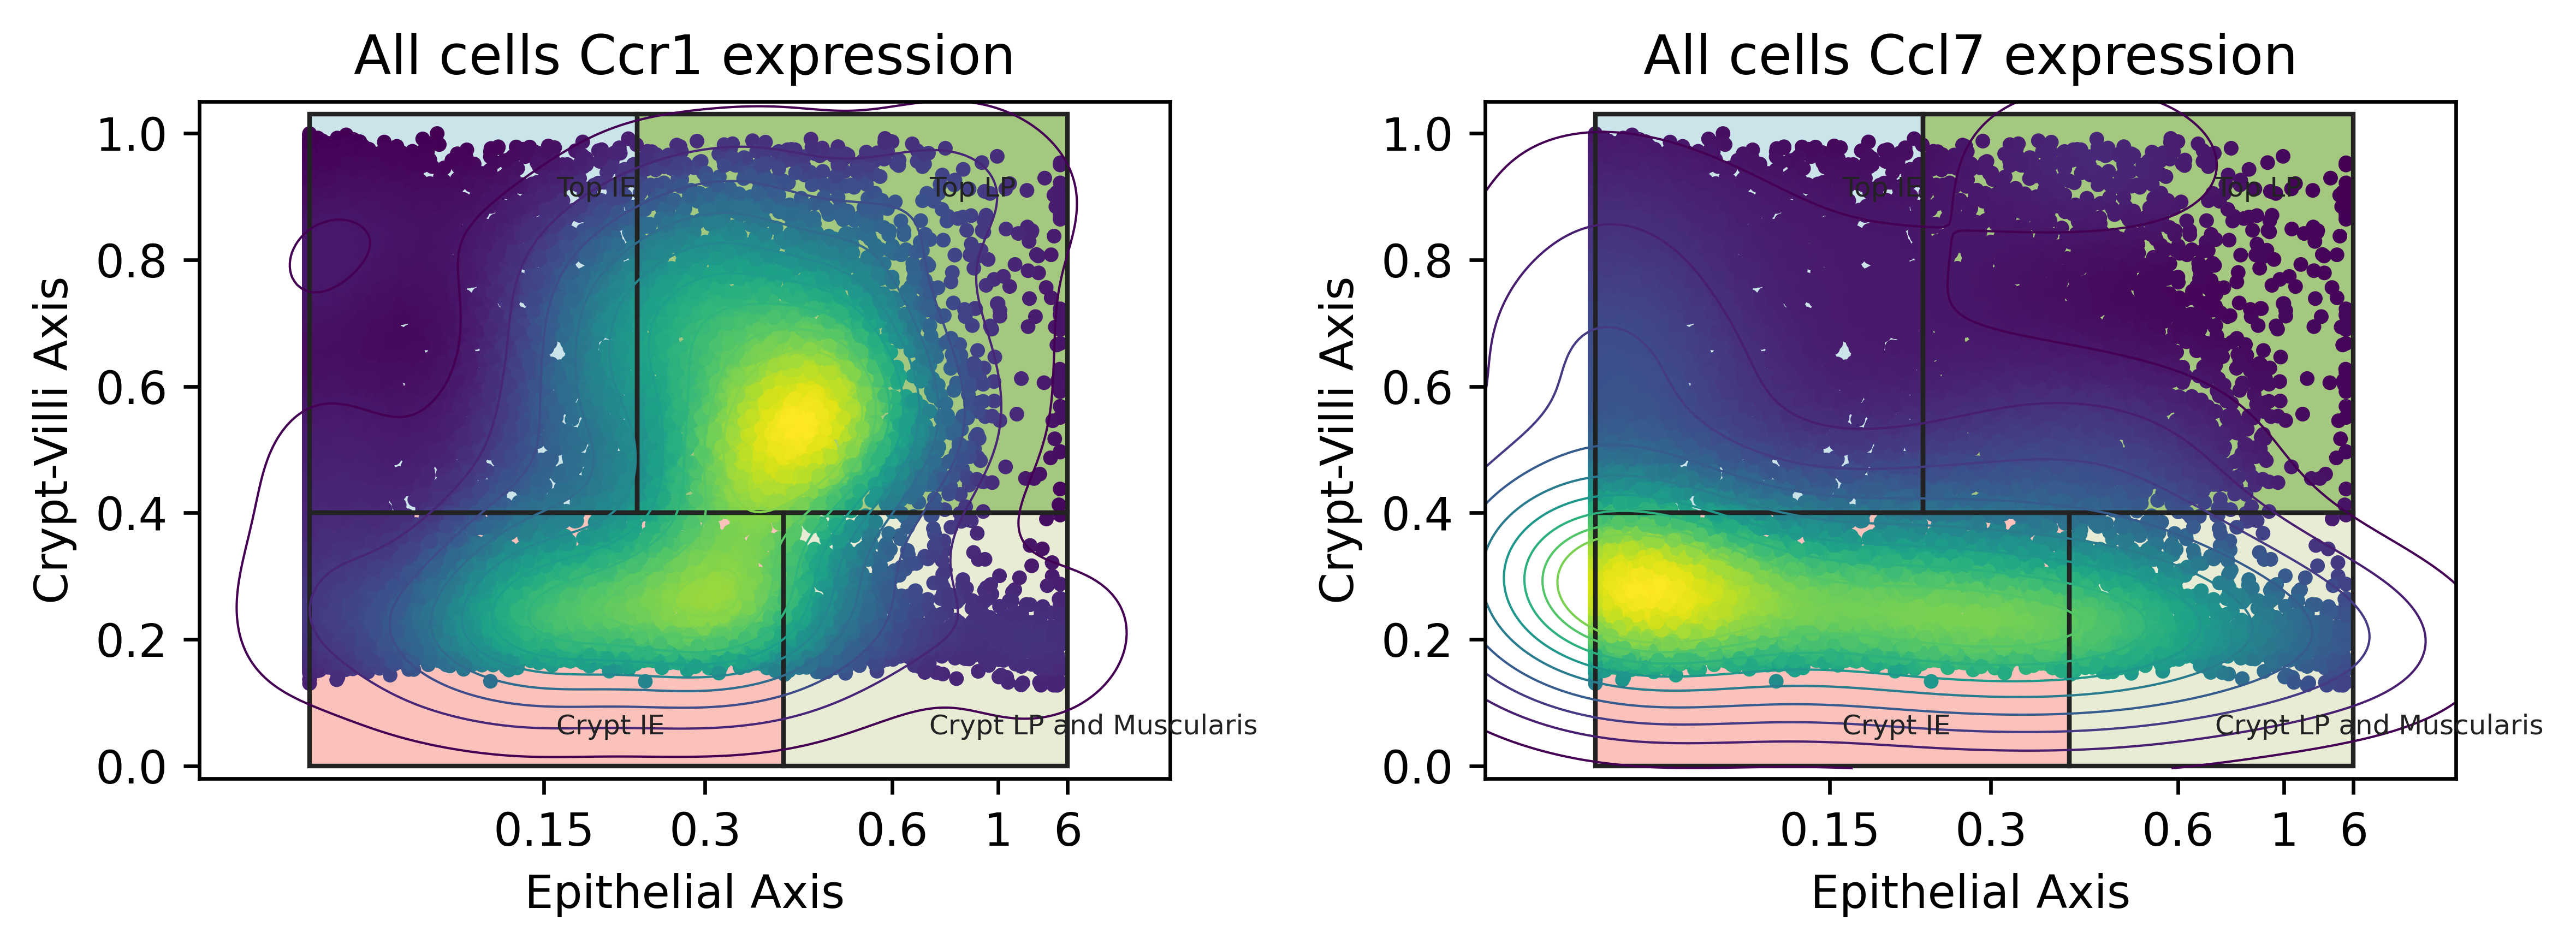 All cells Ccr1 expression
Crypt-Villi Axis
1.0
0.8
0.6
0.4
0.2
0.0
Top IE
Top LP
Crypt IE
Crypt LP and Muscularis
0.15
0.3
0.6
1
6
Epithelial Axis
All cells Ccl7 expression
Crypt-Villi Axis
1.0
0.8
0.6
0.4
0.2
0.0
Top IE
Top LP
Crypt IE
Crypt LP and Muscularis
0.15
0.3
0.6
1
6
Epithelial Axis